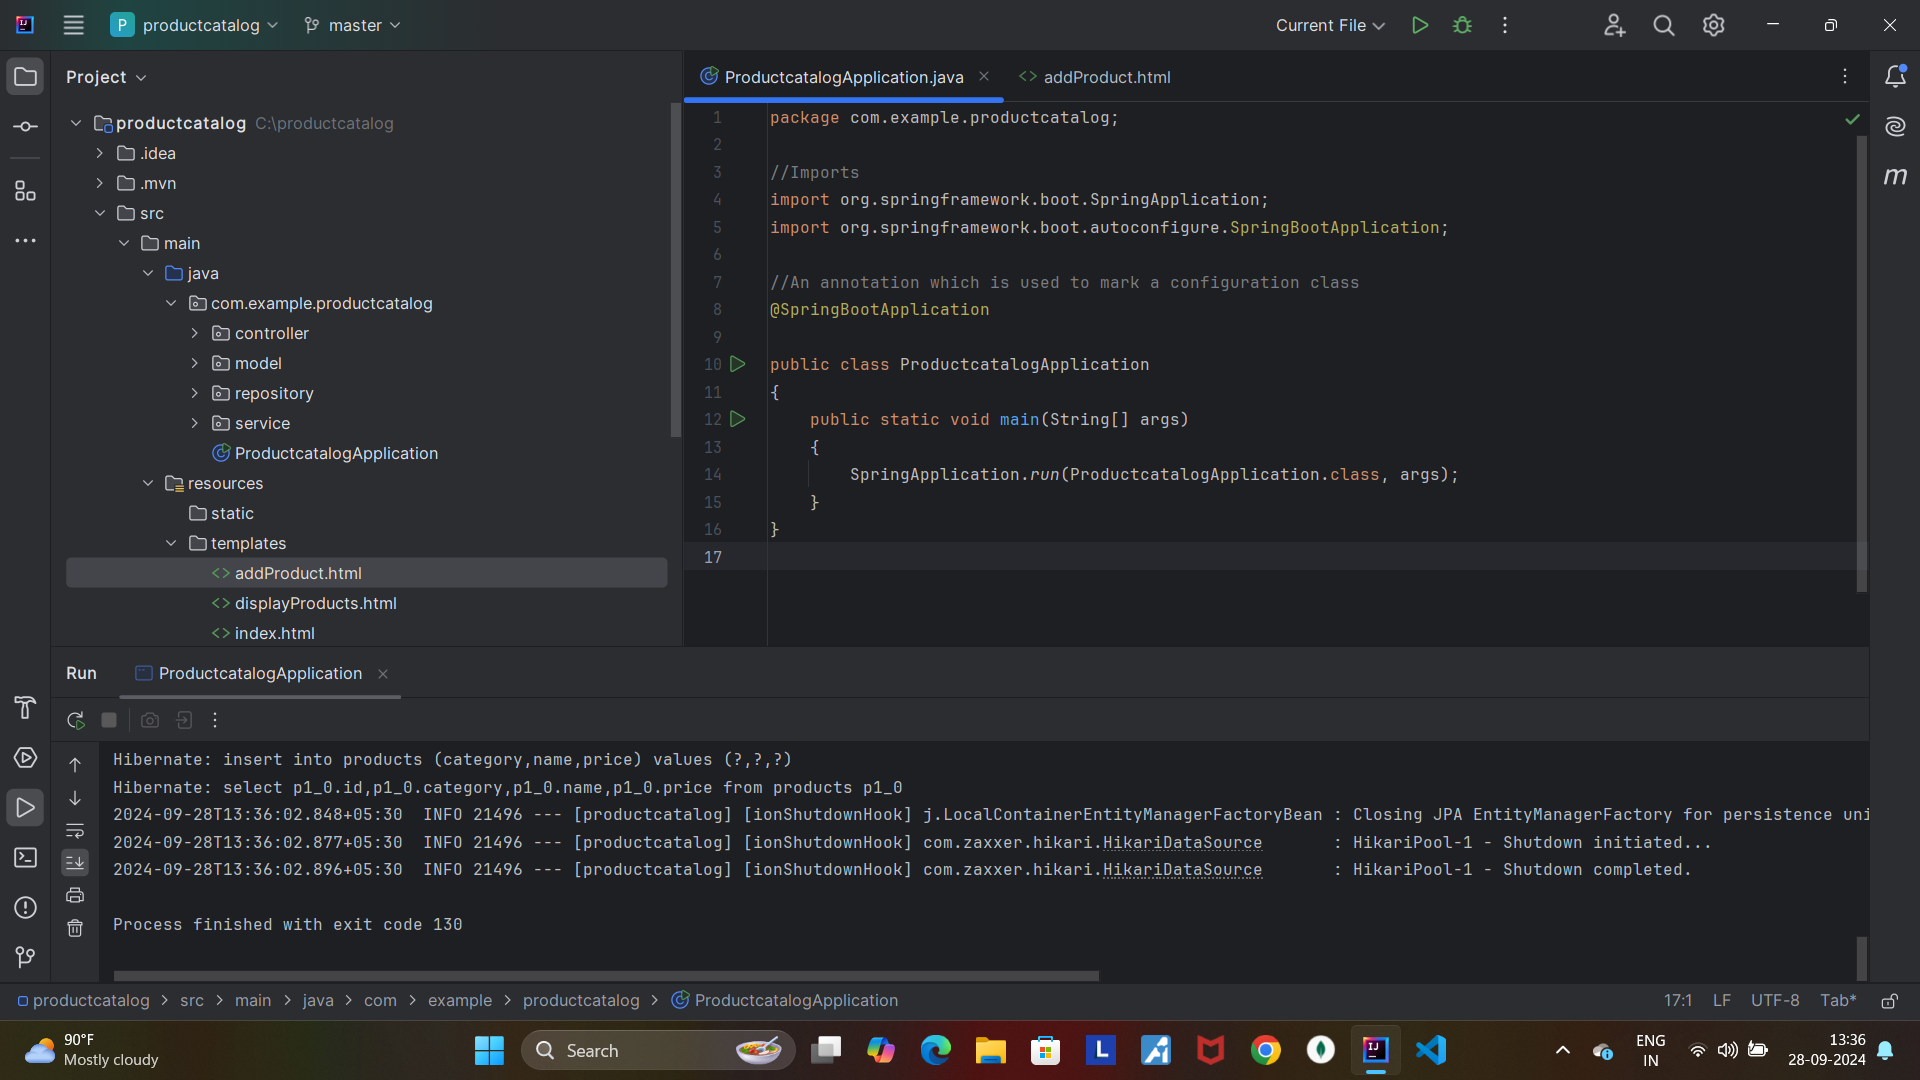 productcatalog
master
Current File
Project
productcatalog C:\productcatalog
.idea
.mvn
src
main
java
com.example.productcatalog
controller
model
repository
service
ProductcatalogApplication
resources
static
templates
addProduct.html
displayProducts.html
index.html
ProductcatalogApplication.java
addProduct.html
1 package com.example.productcatalog;
2
3 //Imports
4 import org.springframework.boot.SpringApplication;
5 import org.springframework.boot.autoconfigure.SpringBootApplication;
6
7 //An annotation which is used to mark a configuration class
8 @SpringBootApplication
9
10 public class ProductcatalogApplication
11 {
12 public static void main(String[] args)
13 {
14 SpringApplication.run(ProductcatalogApplication.class, args);
15 }
16 }
17
Run ProductcatalogApplication
Hibernate: insert into products (category,name,price) values (?,?,?)
Hibernate: select p1_0.id,p1_0.category,p1_0.name,p1_0.price from products p1_0
2024-09-28T13:36:02.848+05:30  INFO 21496 --- [productcatalog] [ionShutdownHook] j.LocalContainerEntityManagerFactoryBean : Closing JPA EntityManagerFactory for persistence uni
2024-09-28T13:36:02.877+05:30  INFO 21496 --- [productcatalog] [ionShutdownHook] com.zaxxer.hikari.HikariDataSource       : HikariPool-1 - Shutdown initiated...
2024-09-28T13:36:02.896+05:30  INFO 21496 --- [productcatalog] [ionShutdownHook] com.zaxxer.hikari.HikariDataSource       : HikariPool-1 - Shutdown completed.
Process finished with exit code 130
productcatalog > src > main > java > com > example > productcatalog > ProductcatalogApplication
17:1 LF UTF-8 Tab*
90°F
Mostly cloudy
Search
ENG
IN
13:36
28-09-2024